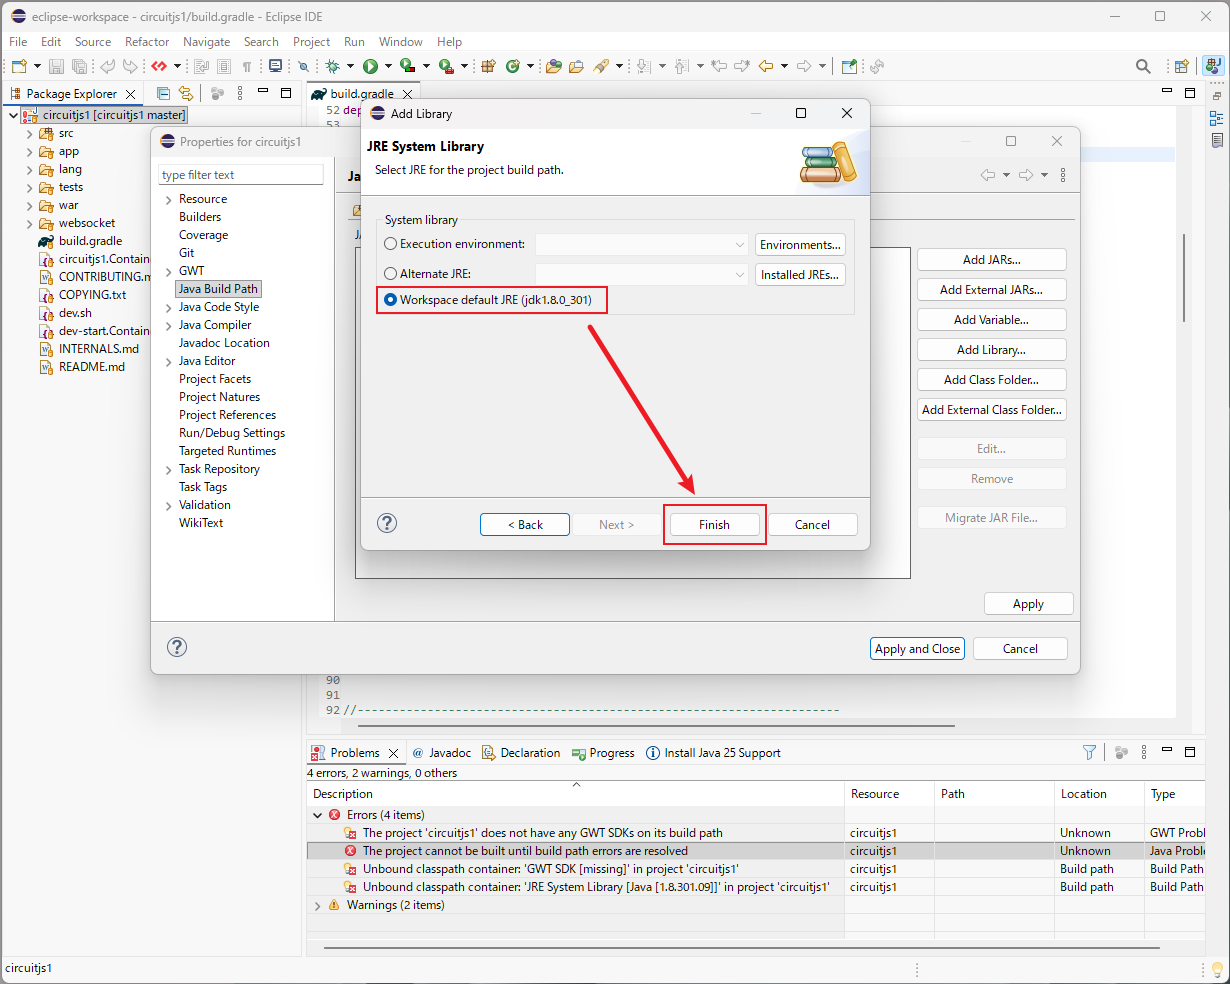 eclipse-workspace - circuitjs1/build.gradle - Eclipse IDE
File Edit Source Refactor Navigate Search Project Run Window Help
Package Explorer
build.gradle
circuitjs1 [circuitjs1 master]
src
app
lang
tests
war
websocket
build.gradle
circuitjs1.Contain
CONTRIBUTING.m
COPYING.txt
dev.sh
dev-start.Contain
INTERNALS.md
README.md
52 dep
53
Properties for circuitjs1
type filter text
Resource
Builders
Coverage
Git
GWT
Java Build Path
Java Code Style
Java Compiler
Javadoc Location
Java Editor
Project Facets
Project Natures
Project References
Run/Debug Settings
Targeted Runtimes
Task Repository
Task Tags
Validation
WikiText
Ja
JA
Add JARs...
Add External JARs...
Add Variable...
Add Library...
Add Class Folder...
Add External Class Folder...
Edit...
Remove
Migrate JAR File...
Apply
Apply and Close
Cancel
Add Library
JRE System Library
Select JRE for the project build path.
System library
Execution environment:
Environments...
Alternate JRE:
Installed JREs...
Workspace default JRE (jdk1.8.0_301)
< Back
Next >
Finish
Cancel
90
91
92 //---------------------------------------------------------------------
Problems
@ Javadoc
Declaration
Progress
Install Java 25 Support
4 errors, 2 warnings, 0 others
Description Resource Path Location Type
Errors (4 items)
The project 'circuitjs1' does not have any GWT SDKs on its build path circuitjs1 Unknown GWT Probl
The project cannot be built until build path errors are resolved circuitjs1 Unknown Java Proble
Unbound classpath container: 'GWT SDK [missing]' in project 'circuitjs1' circuitjs1 Build path Build Path
Unbound classpath container: 'JRE System Library [Java [1.8.301.09]]' in project 'circuitjs1' circuitjs1 Build path Build Path
Warnings (2 items)
circuitjs1